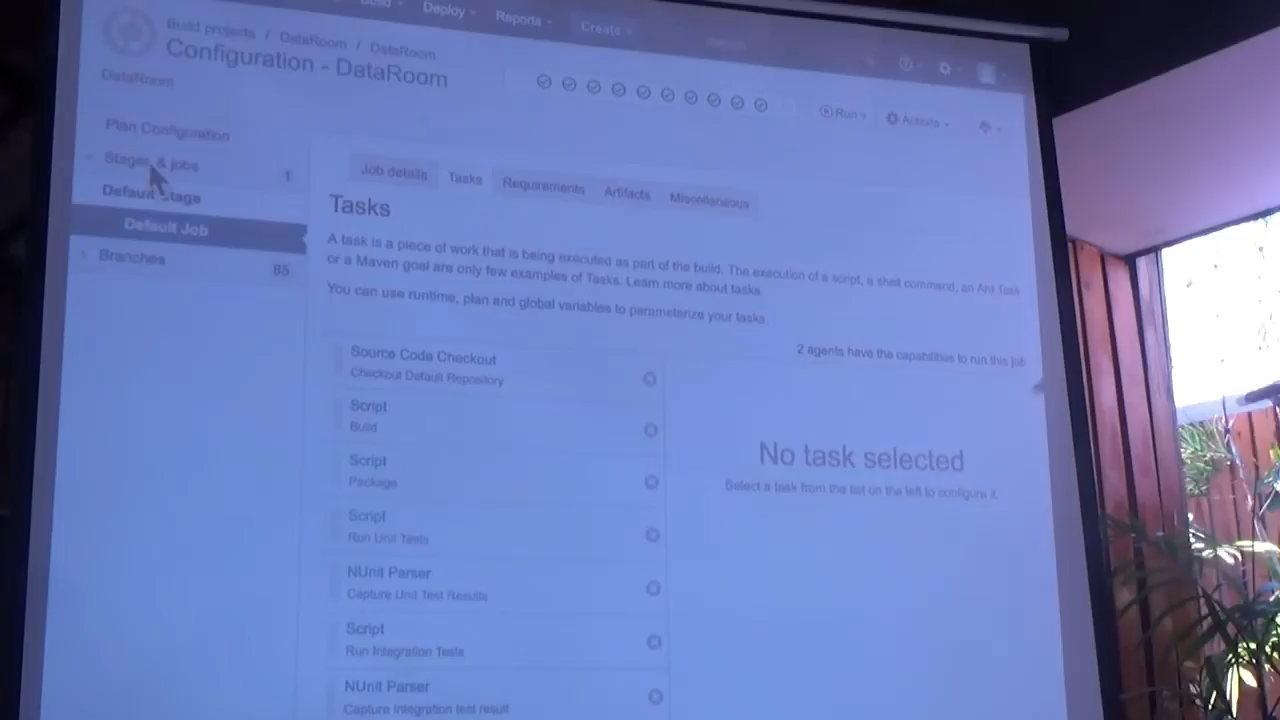 Build Deploy Reports Create
Build projects / DataRoom / DataRoom
Configuration - DataRoom
Run Actions
DataRoom
Plan Configuration
Stages & jobs 1
Default Stage
Default Job
Branches 65
Job details Tasks Requirements Artifacts Miscellaneous
Tasks
A task is a piece of work that is being executed as part of the build. The execution of a script, a shell command, an Ant Task
or a Maven goal are only few examples of Tasks. Learn more about tasks.
You can use runtime, plan and global variables to parameterize your tasks.
2 agents have the capabilities to run this job
Source Code Checkout
Checkout Default Repository
Script
Build
Script
Package
Script
Run Unit Tests
NUnit Parser
Capture Unit Test Results
Script
Run Integration Tests
NUnit Parser
Capture integration test result
No task selected
Select a task from the list on the left to configure it.